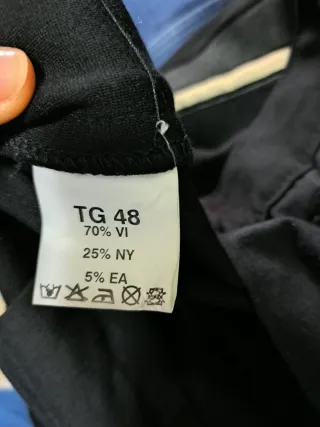 TG 48
70% VI
25% NY
5% EA